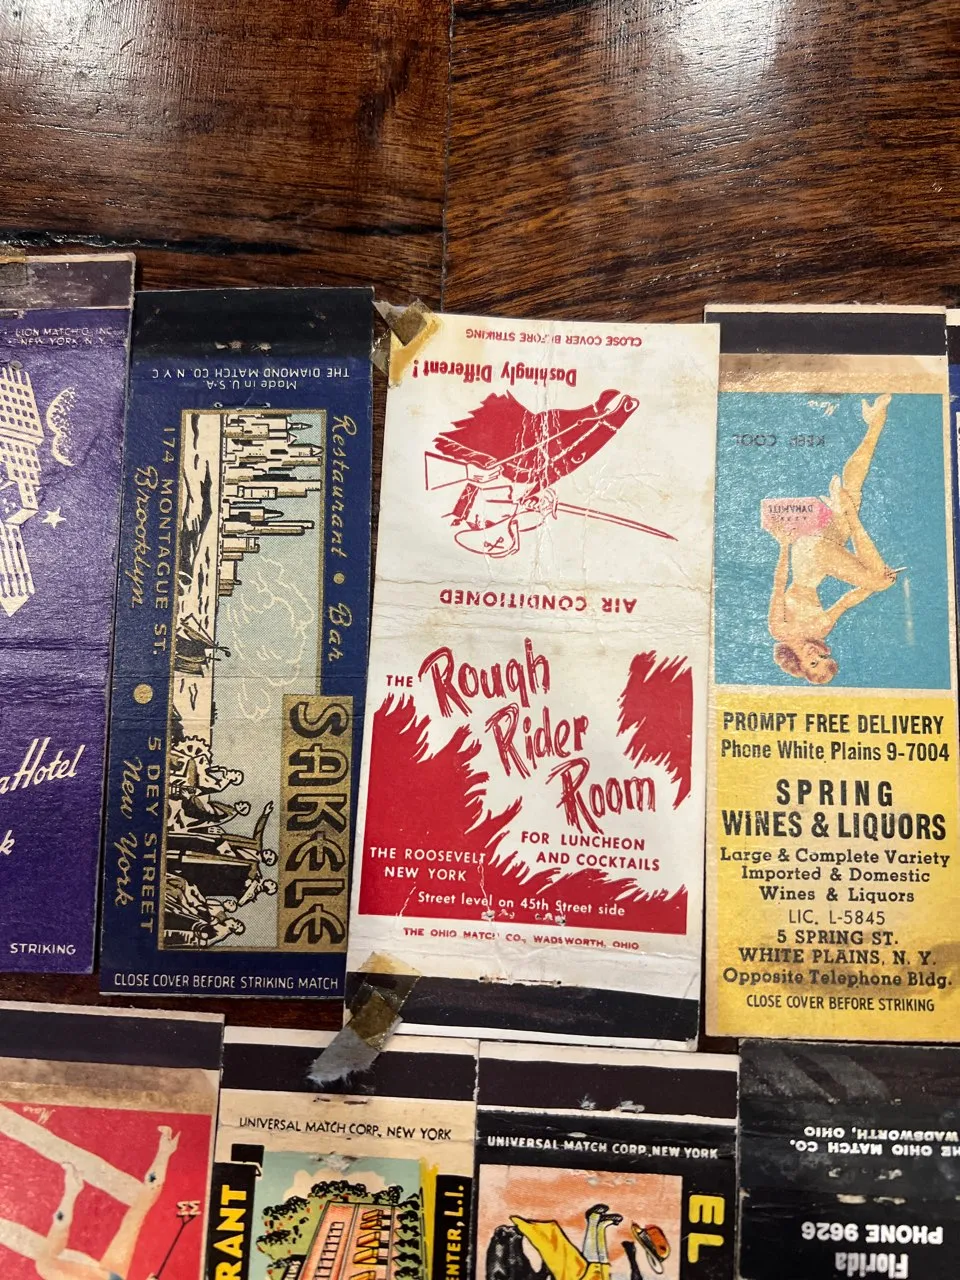 LION MATCH CO., INC.
NEW YORK, N.Y.
Hotel
STRIKING
Made in U.S.A.
THE DIAMOND MATCH CO. N.Y.C
Restaurant • Bar
174 MONTAGUE ST.
Brooklyn
5 DEY STREET
New York
SAKELE
CLOSE COVER BEFORE STRIKING MATCH
CLOSE COVER BEFORE STRIKING
Dashingly Different!
AIR CONDITIONED
THE
Rough
Rider
Room
FOR LUNCHEON
AND COCKTAILS
THE ROOSEVELT
NEW YORK
Street level on 45th Street side
THE OHIO MATCH CO., WADSWORTH, OHIO
KEEP COOL
DYNAMITE
PROMPT FREE DELIVERY
Phone White Plains 9-7004
SPRING
WINES & LIQUORS
Large & Complete Variety
Imported & Domestic
Wines & Liquors
LIC. L-5845
5 SPRING ST.
WHITE PLAINS, N. Y.
Opposite Telephone Bldg.
CLOSE COVER BEFORE STRIKING
UNIVERSAL MATCH CORP., NEW YORK
RANT
ENTER, L.I.
UNIVERSAL MATCH CORP., NEW YORK
EL
HE OHIO MATCH CO.
WADSWORTH, OHIO
PHONE 9626
Florida